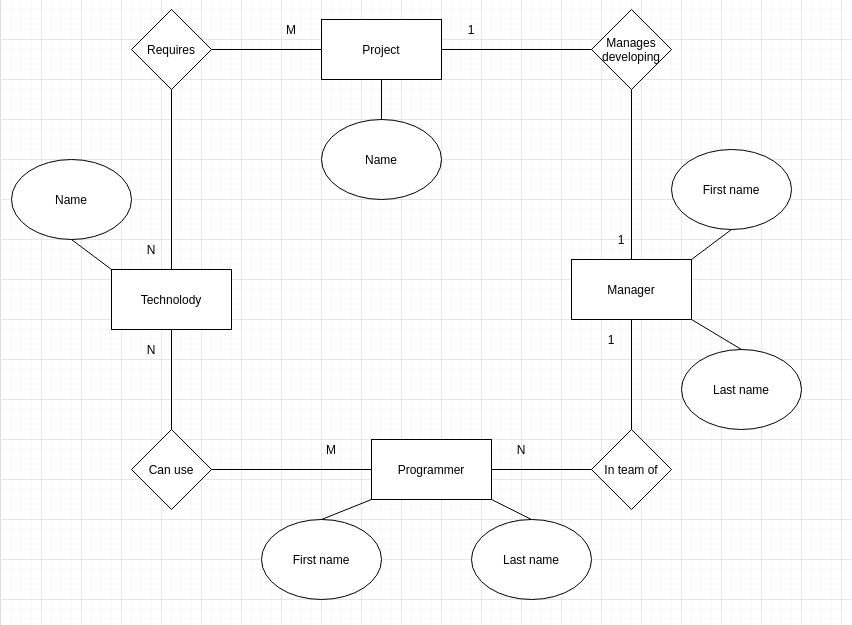 M
1
Requires
Project
Manages
developing
Name
First name
Name
N
1
Technolody
Manager
N
1
Last name
M
N
Can use
Programmer
In team of
First name
Last name